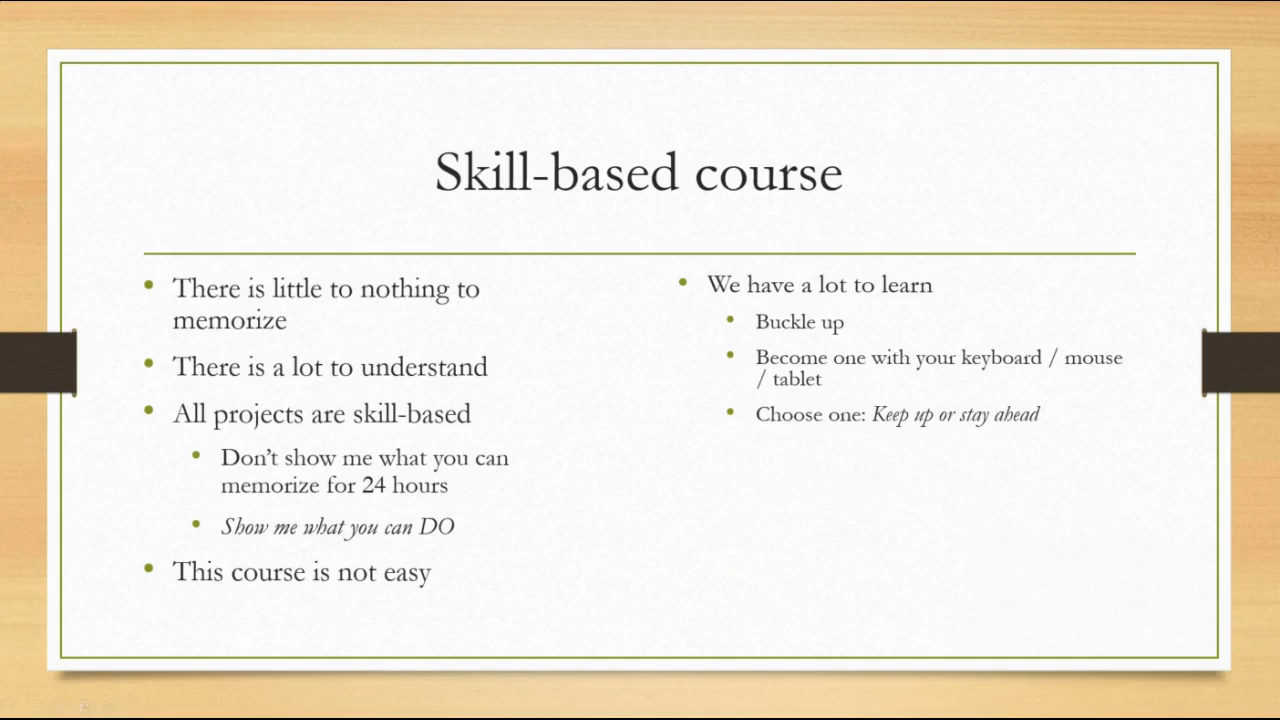 Skill-based course
• There is little to nothing to
memorize
• There is a lot to understand
• All projects are skill-based
• Don’t show me what you can
memorize for 24 hours
• Show me what you can DO
• This course is not easy
• We have a lot to learn
• Buckle up
• Become one with your keyboard / mouse
/ tablet
• Choose one: Keep up or stay ahead